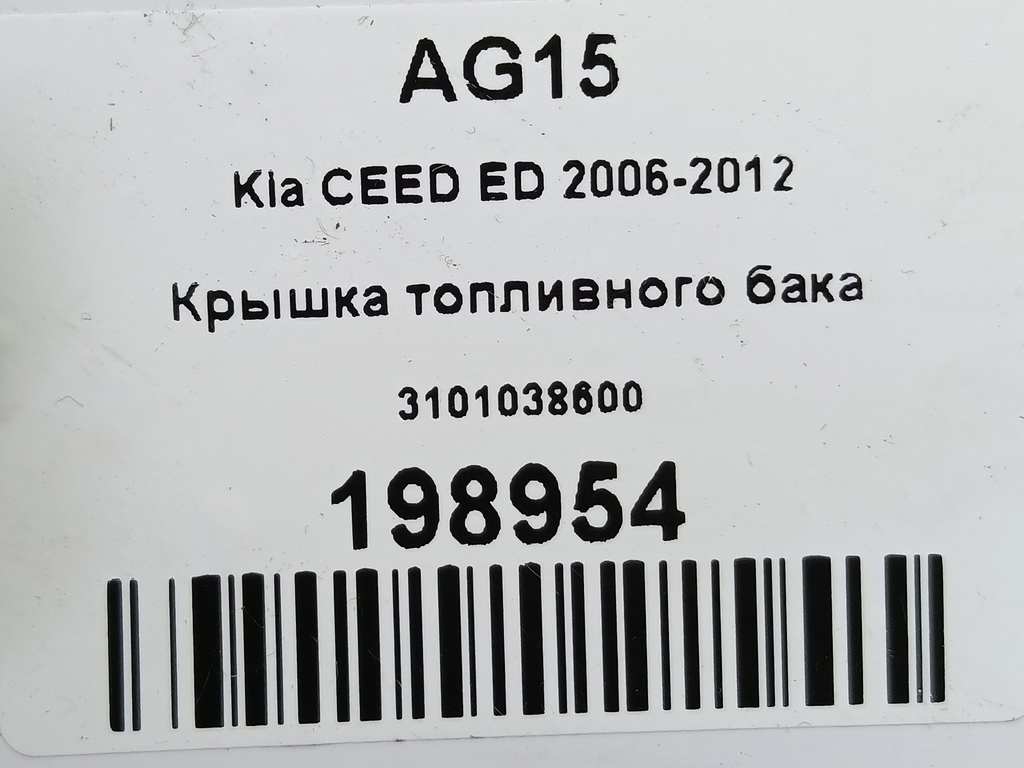 AG15
Kia CEED ED 2006-2012
Крышка топливного бака
3101038600
198954